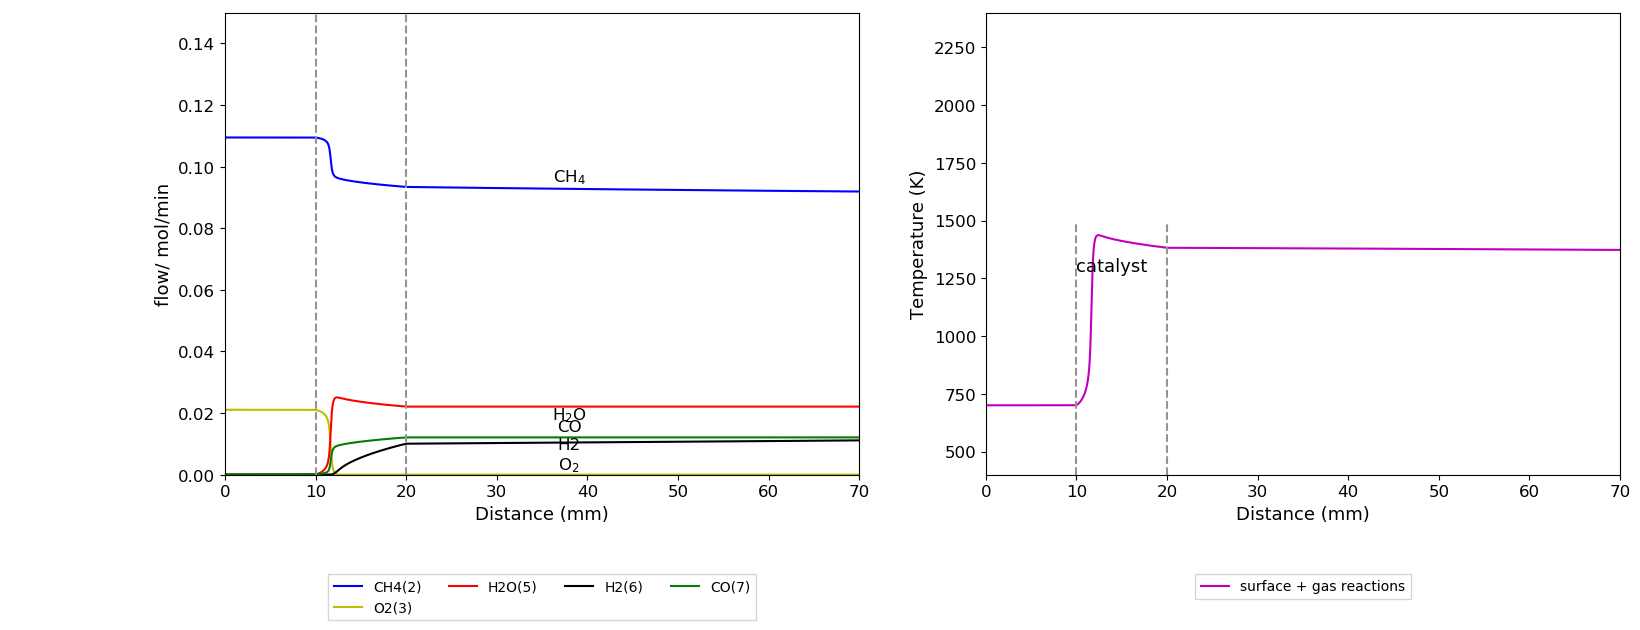 0.14
0.12
0.10
0.08
0.06
0.04
0.02
0.00
flow/ mol/min
CH₄
H₂O
CO
H2
O₂
0 10 20 30 40 50 60 70
Distance (mm)
CH4(2) H2O(5) H2(6) CO(7)
O2(3)
2250
2000
1750
1500
1250
1000
750
500
Temperature (K)
catalyst
0 10 20 30 40 50 60 70
Distance (mm)
surface + gas reactions